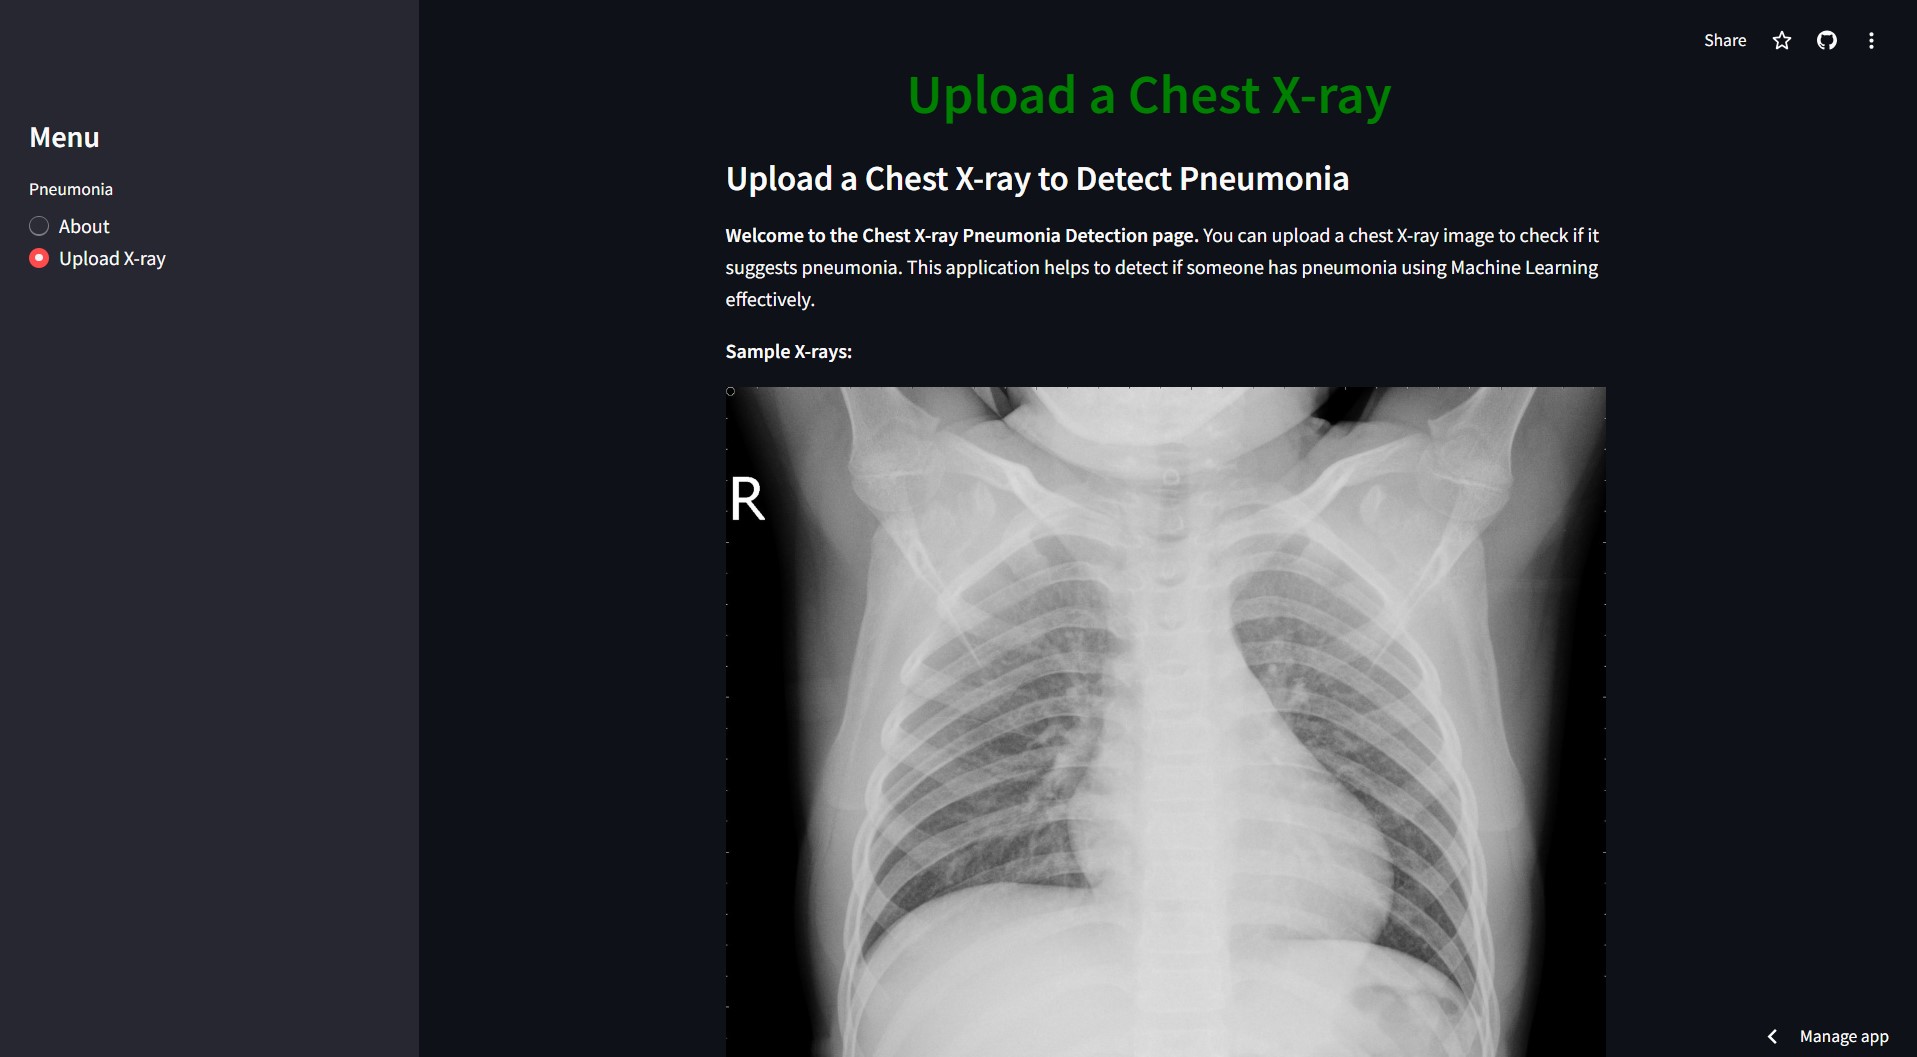 Share
Upload a Chest X-ray
Menu
Pneumonia
About
Upload X-ray
Upload a Chest X-ray to Detect Pneumonia
Welcome to the Chest X-ray Pneumonia Detection page. You can upload a chest X-ray image to check if it
suggests pneumonia. This application helps to detect if someone has pneumonia using Machine Learning
effectively.
Sample X-rays:
R
Manage app